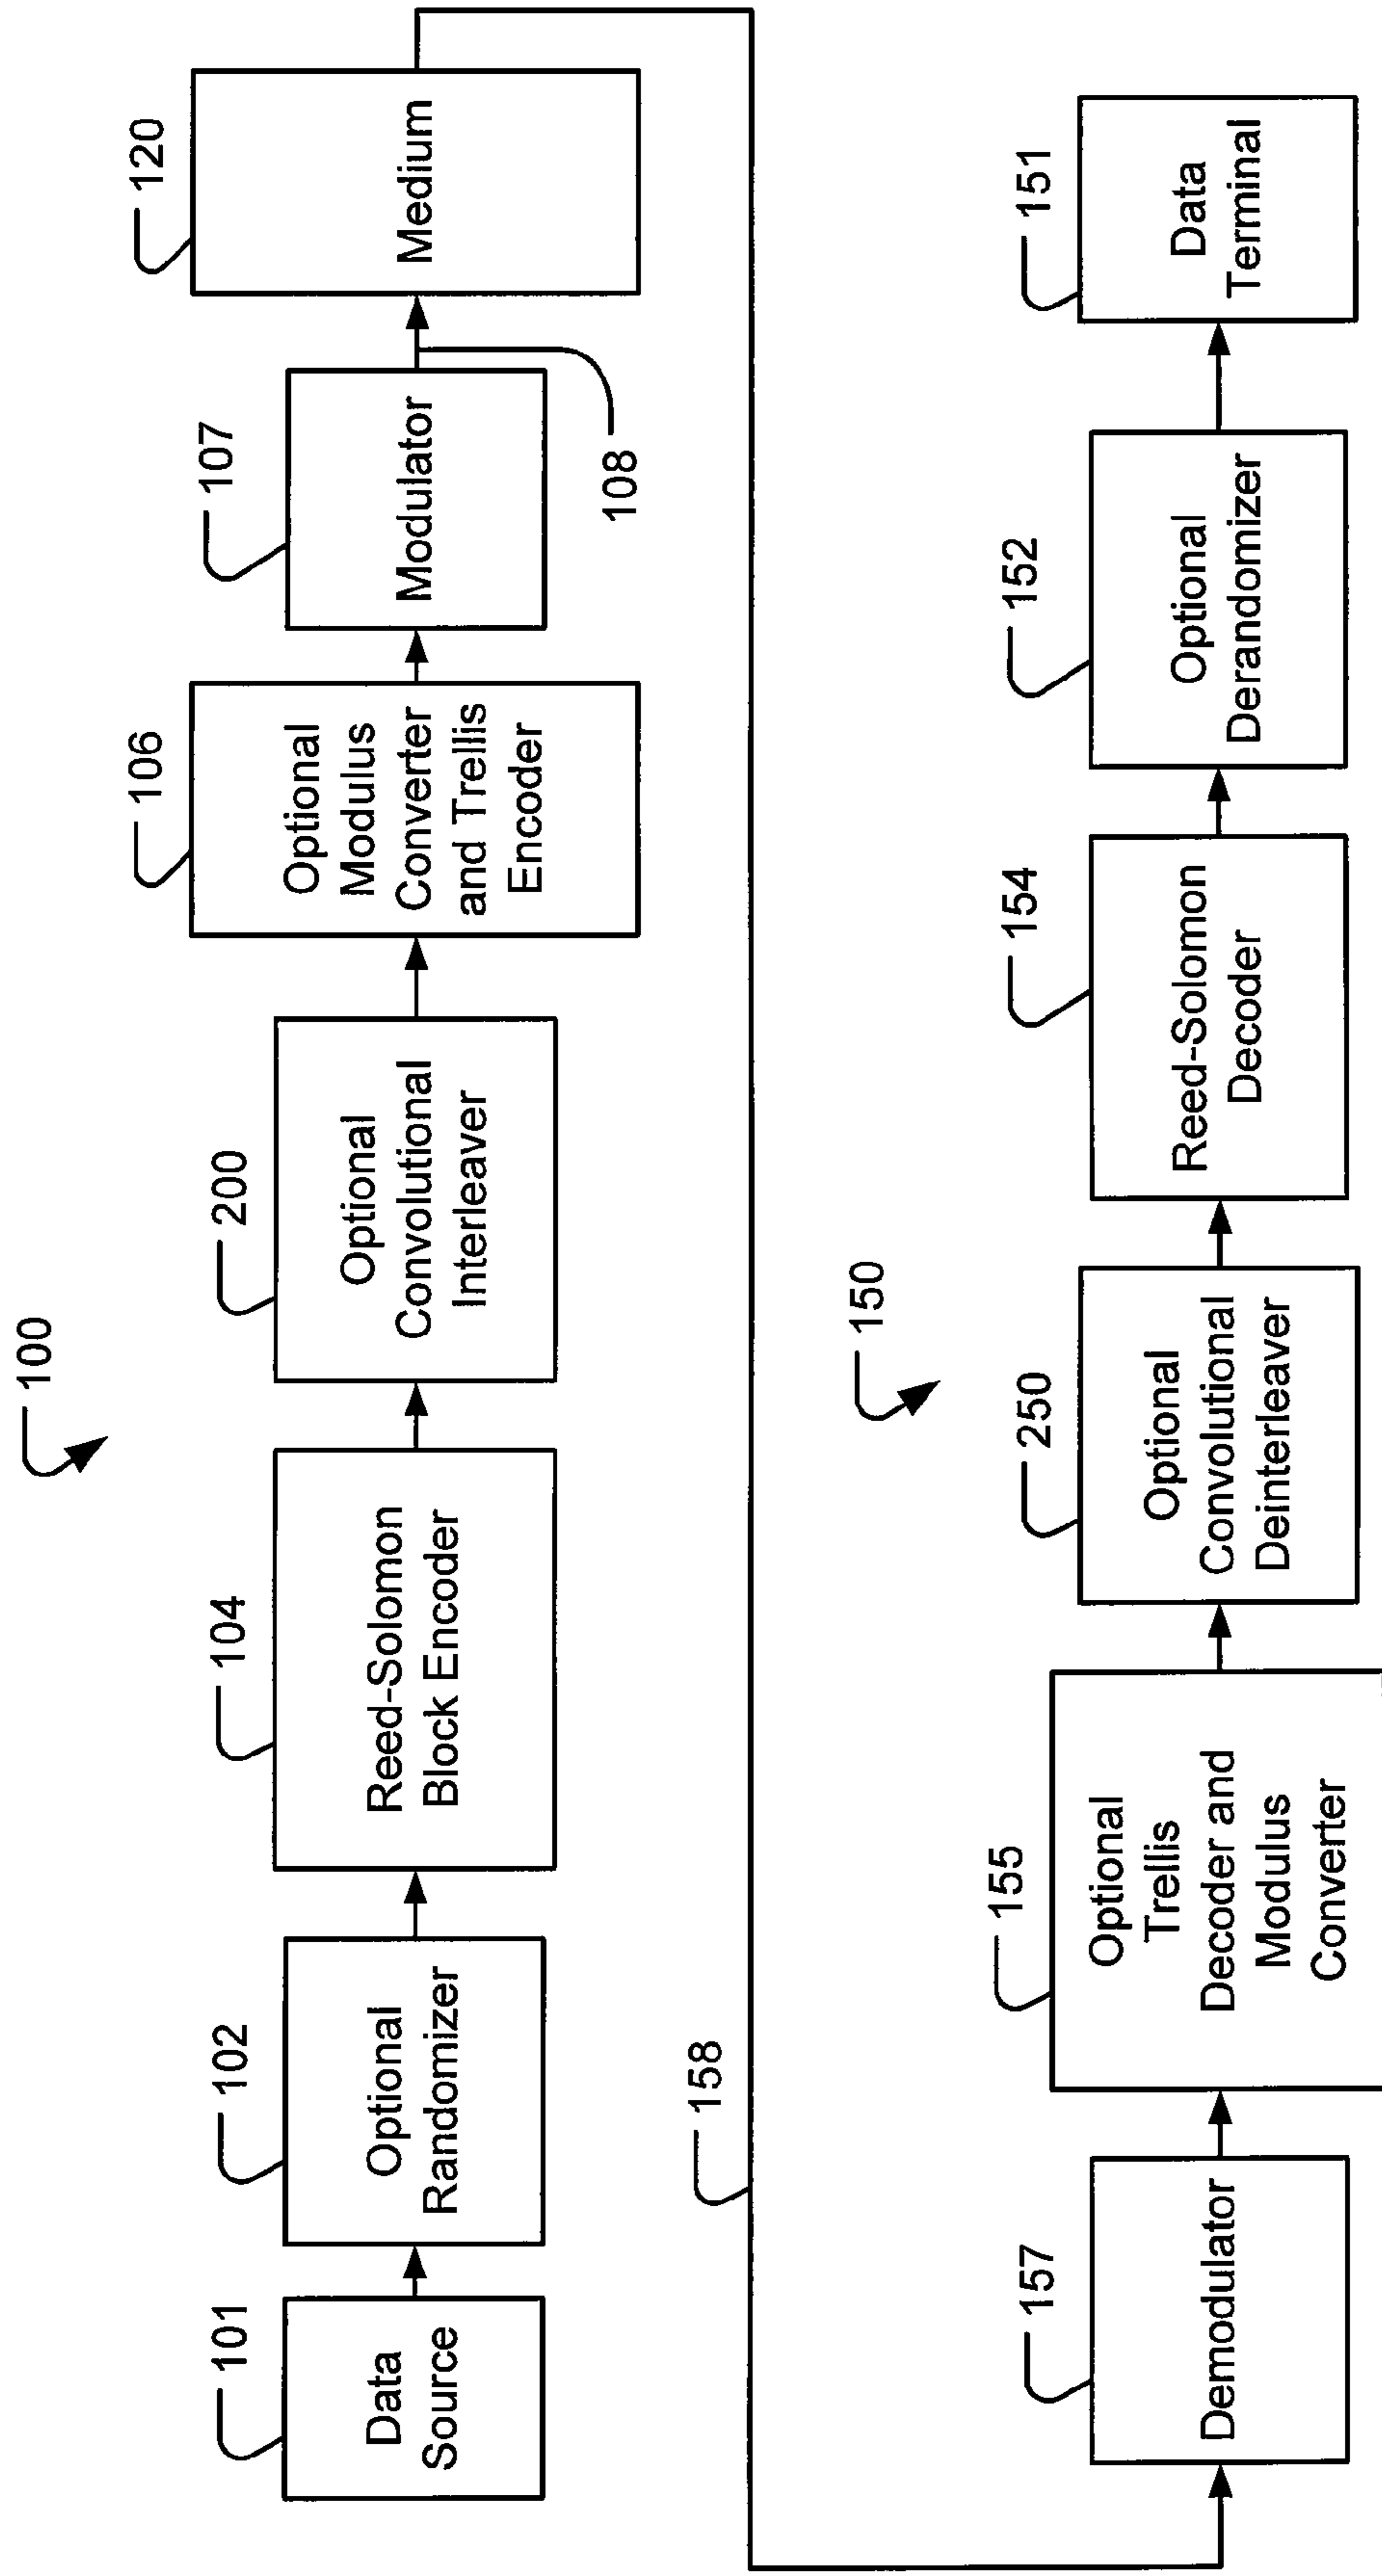 100
101
Data
Source
102
Optional
Randomizer
104
Reed-Solomon
Block Encoder
200
Optional
Convolutional
Interleaver
106
Optional
Modulus
Converter
and Trellis
Encoder
107
Modulator
108
120
Medium
158
150
157
Demodulator
155
Optional
Trellis
Decoder and
Modulus
Converter
250
Optional
Convolutional
Deinterleaver
154
Reed-Solomon
Decoder
152
Optional
Derandomizer
151
Data
Terminal